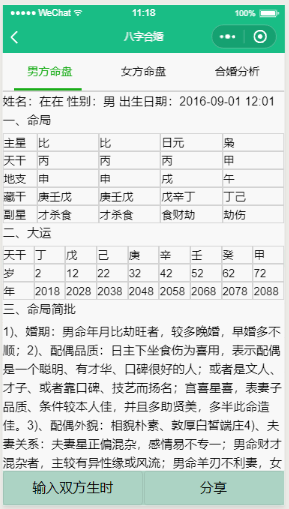 WeChat 11:18 100%
八字合婚
男方命盘 女方命盘 合婚分析
姓名：在在 性别：男 出生日期：2016-09-01 12:01
一、命局
主星 比 比 日元 枭
天干 丙 丙 丙 甲
地支 申 申 戌 午
藏干 庚壬戊 庚壬戊 戊辛丁 丁己
副星 才杀食 才杀食 食财劫 劫伤
二、大运
天干 丁 戊 己 庚 辛 壬 癸 甲
岁 2 12 22 32 42 52 62 72
年 2018 2028 2038 2048 2058 2068 2078 2088
三、命局简批
1)、婚期：男命年月比劫旺者，较多晚婚，早婚多不
顺；2)、配偶品质：日主下坐食伤为喜用，表示配偶
是一个聪明、有才华、口碑很好的人；或者是文人、
才子、或者靠口碑、技艺而扬名；宫喜星喜，表妻子
品质、条件较本人佳，并且多助贤美，多半此命造
佳。3)、配偶外貌：相貌朴素、敦厚白皙端庄4)、夫
妻关系：夫妻星正偏混杂，感情易不专一；男命财才
混杂者，主较有异性缘或风流；男命羊刃不利妻，女
输入双方生时 分享